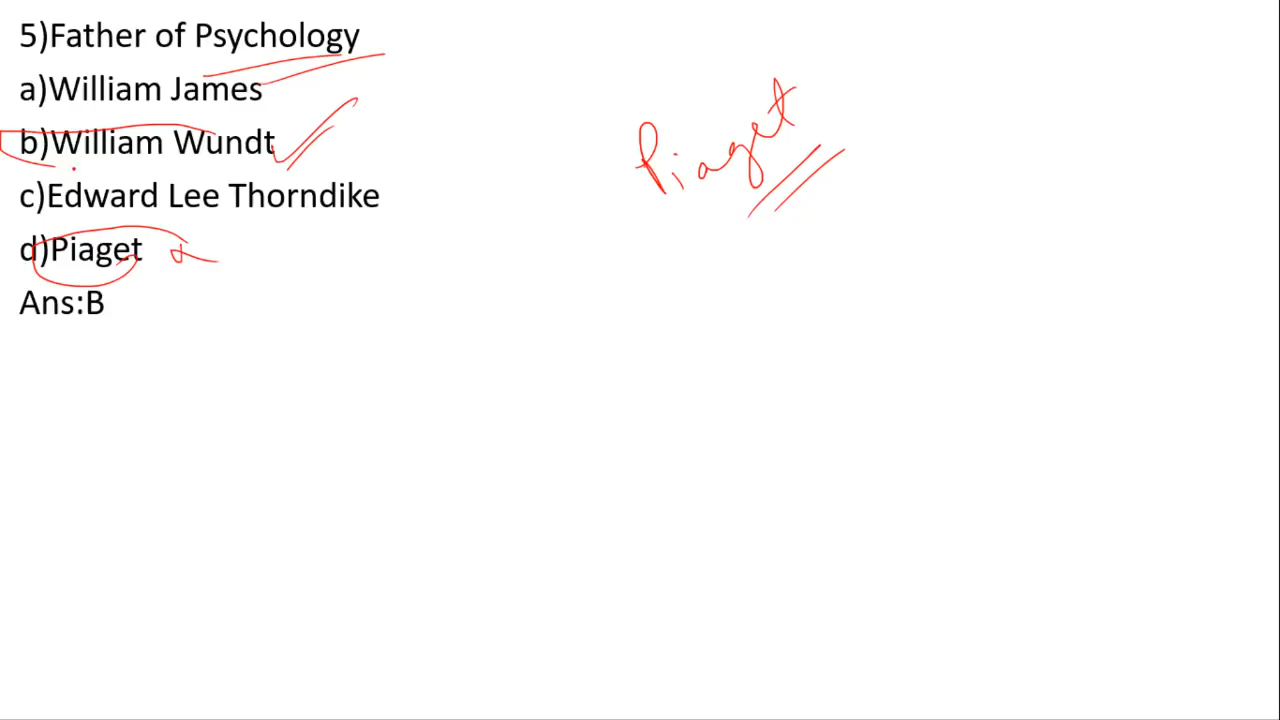 5)Father of Psychology
a)William James
b)William Wundt
c)Edward Lee Thorndike
d)Piaget
Ans:B
Piaget